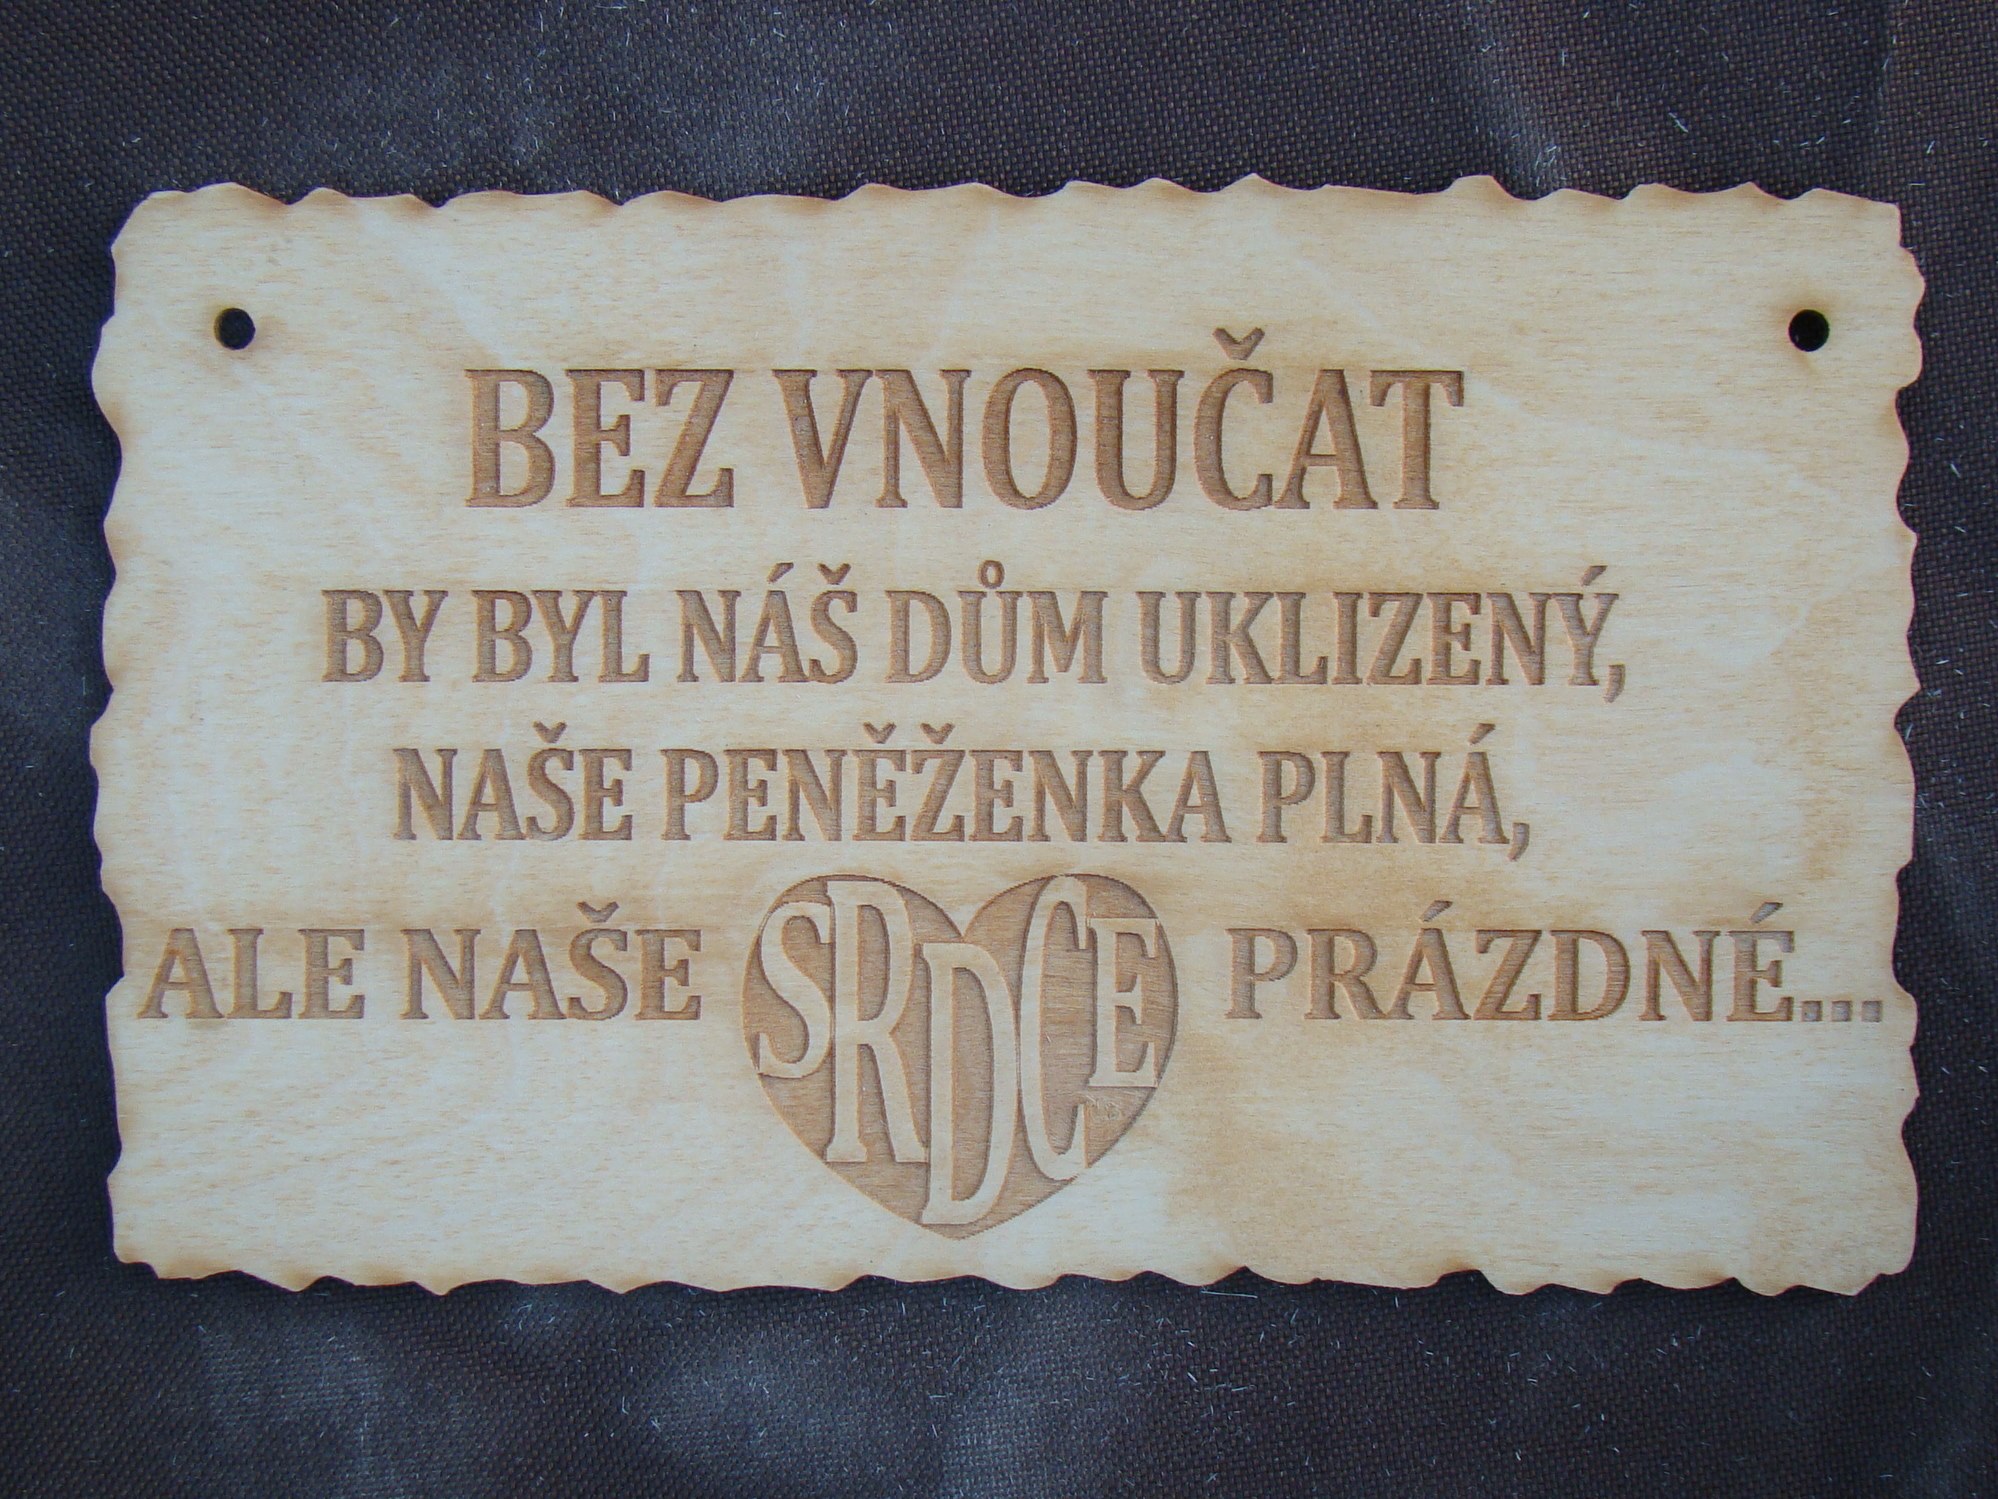 BEZ VNOUČAT
BY BYL NÁŠ DŮM UKLIZENÝ,
NAŠE PENĚŽENKA PLNÁ,
ALE NAŠE SRDCE PRÁZDNÉ...